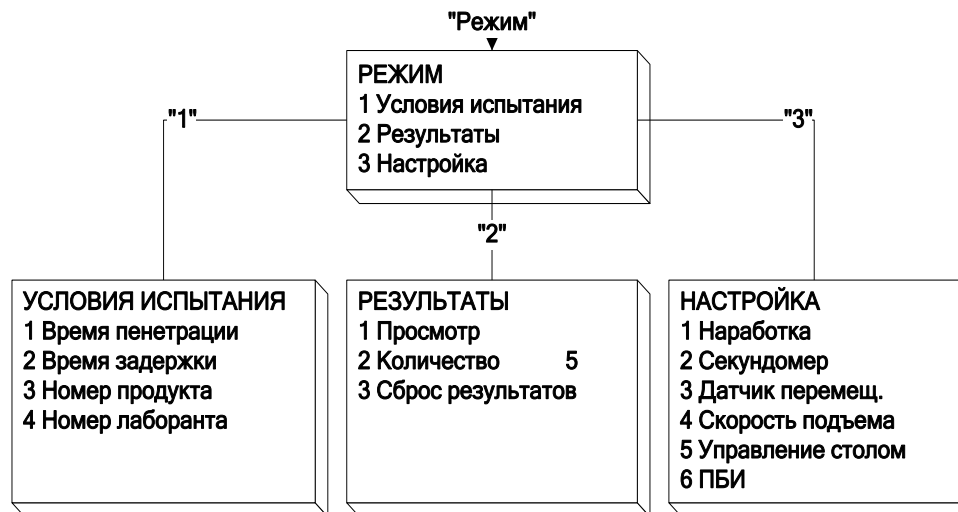 "Режим"
РЕЖИМ
1 Условия испытания
2 Результаты
3 Настройка
"1"
"3"
"2"
УСЛОВИЯ ИСПЫТАНИЯ
1 Время пенетрации
2 Время задержки
3 Номер продукта
4 Номер лаборанта
РЕЗУЛЬТАТЫ
1 Просмотр
2 Количество 5
3 Сброс результатов
НАСТРОЙКА
1 Наработка
2 Секундомер
3 Датчик перемещ.
4 Скорость подъема
5 Управление столом
6 ПБИ